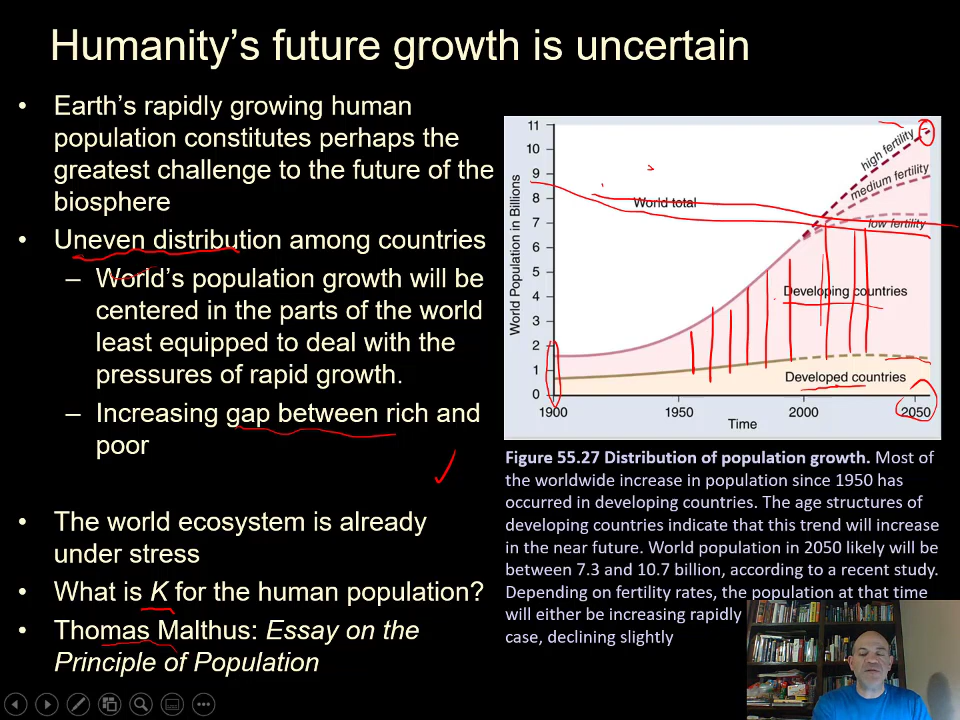 Humanity's future growth is uncertain
• Earth's rapidly growing human
population constitutes perhaps the
greatest challenge to the future of the
biosphere
• Uneven distribution among countries
– World's population growth will be
centered in the parts of the world
least equipped to deal with the
pressures of rapid growth.
– Increasing gap between rich and
poor
• The world ecosystem is already
under stress
• What is K for the human population?
• Thomas Malthus: Essay on the
Principle of Population
World Population in Billions
11
10
9
8
7
6
5
4
3
2
1
0
high fertility
medium fertility
World total
low fertility
Developing countries
Developed countries
1900
1950
2000
2050
Time
Figure 55.27 Distribution of population growth. Most of
the worldwide increase in population since 1950 has
occurred in developing countries. The age structures of
developing countries indicate that this trend will increase
in the near future. World population in 2050 likely will be
between 7.3 and 10.7 billion, according to a recent study.
Depending on fertility rates, the population at that time
will either be increasing rapidly
case, declining slightly